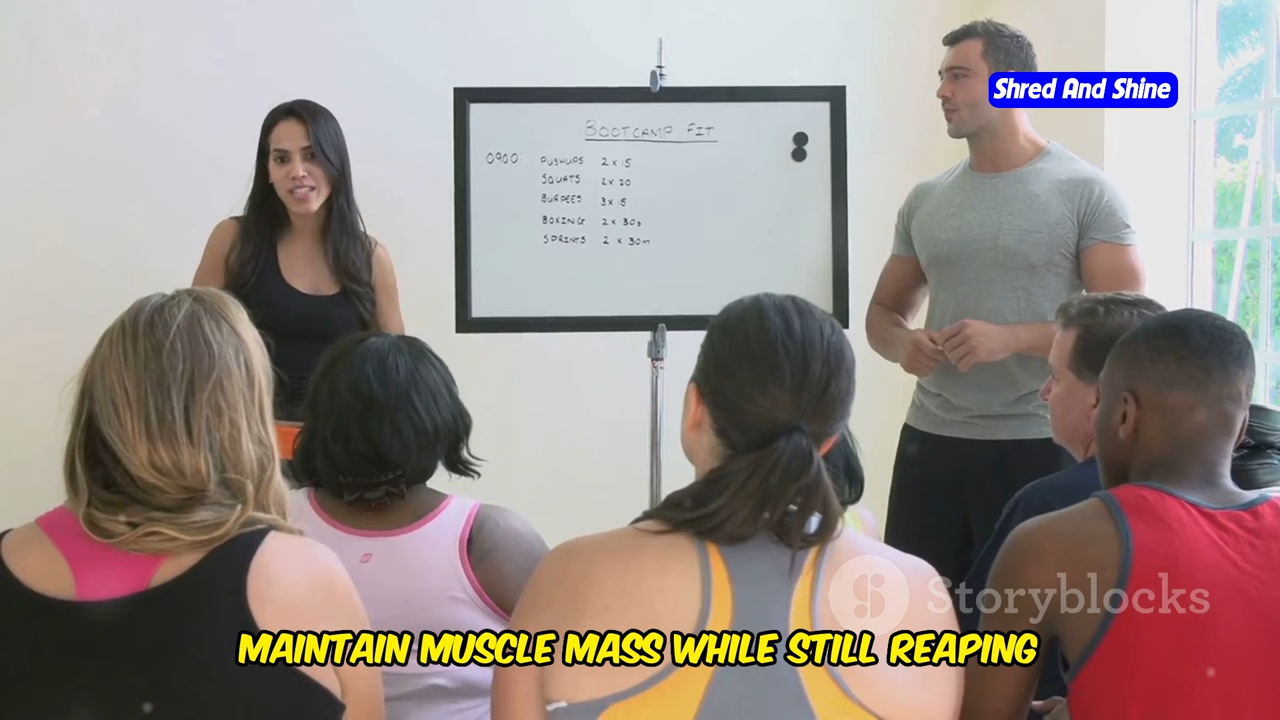 Shred And Shine
BOOTCAMP FIT
0900: PUSHUPS 2 x 15
SQUATS 2x 20
BURPEES 3x 15
BOXING 2 x 30s
SPRINTS 2 x 30m
Storyblocks
MAINTAIN MUSCLE MASS WHILE STILL REAPING